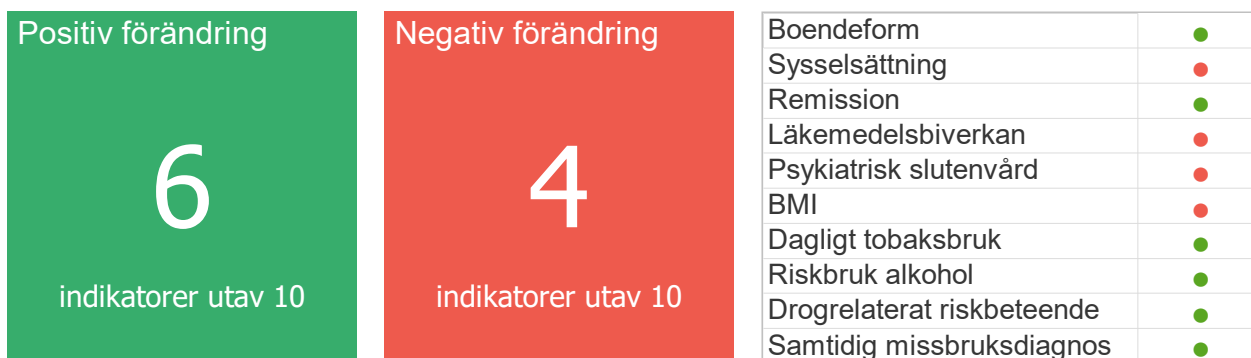 Positiv förändring
6
indikatorer utav 10
Negativ förändring
4
indikatorer utav 10
Boendeform
Sysselsättning
Remission
Läkemedelsbiverkan
Psykiatrisk slutenvård
BMI
Dagligt tobaksbruk
Riskbruk alkohol
Drogrelaterat riskbeteende
Samtidig missbruksdiagnos